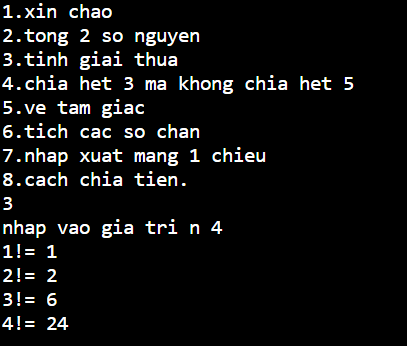 1.xin chao
2.tong 2 so nguyen
3.tinh giai thua
4.chia het 3 ma khong chia het 5
5.ve tam giac
6.tich cac so chan
7.nhap xuat mang 1 chieu
8.cach chia tien.
3
nhap vao gia tri n 4
1!= 1
2!= 2
3!= 6
4!= 24